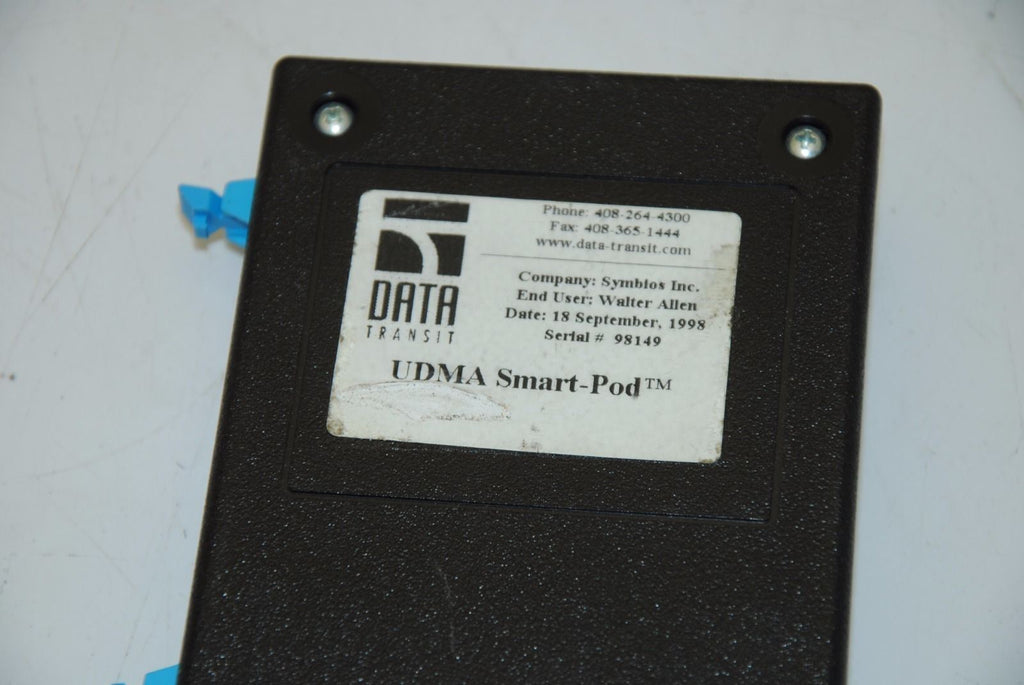 Phone: 408-264-4300
Fax: 408-365-1444
www.data-transit.com
DATA
TRANSIT
Company: Symbios Inc.
End User: Walter Allen
Date: 18 September, 1998
Serial # 98149
UDMA Smart-Pod™